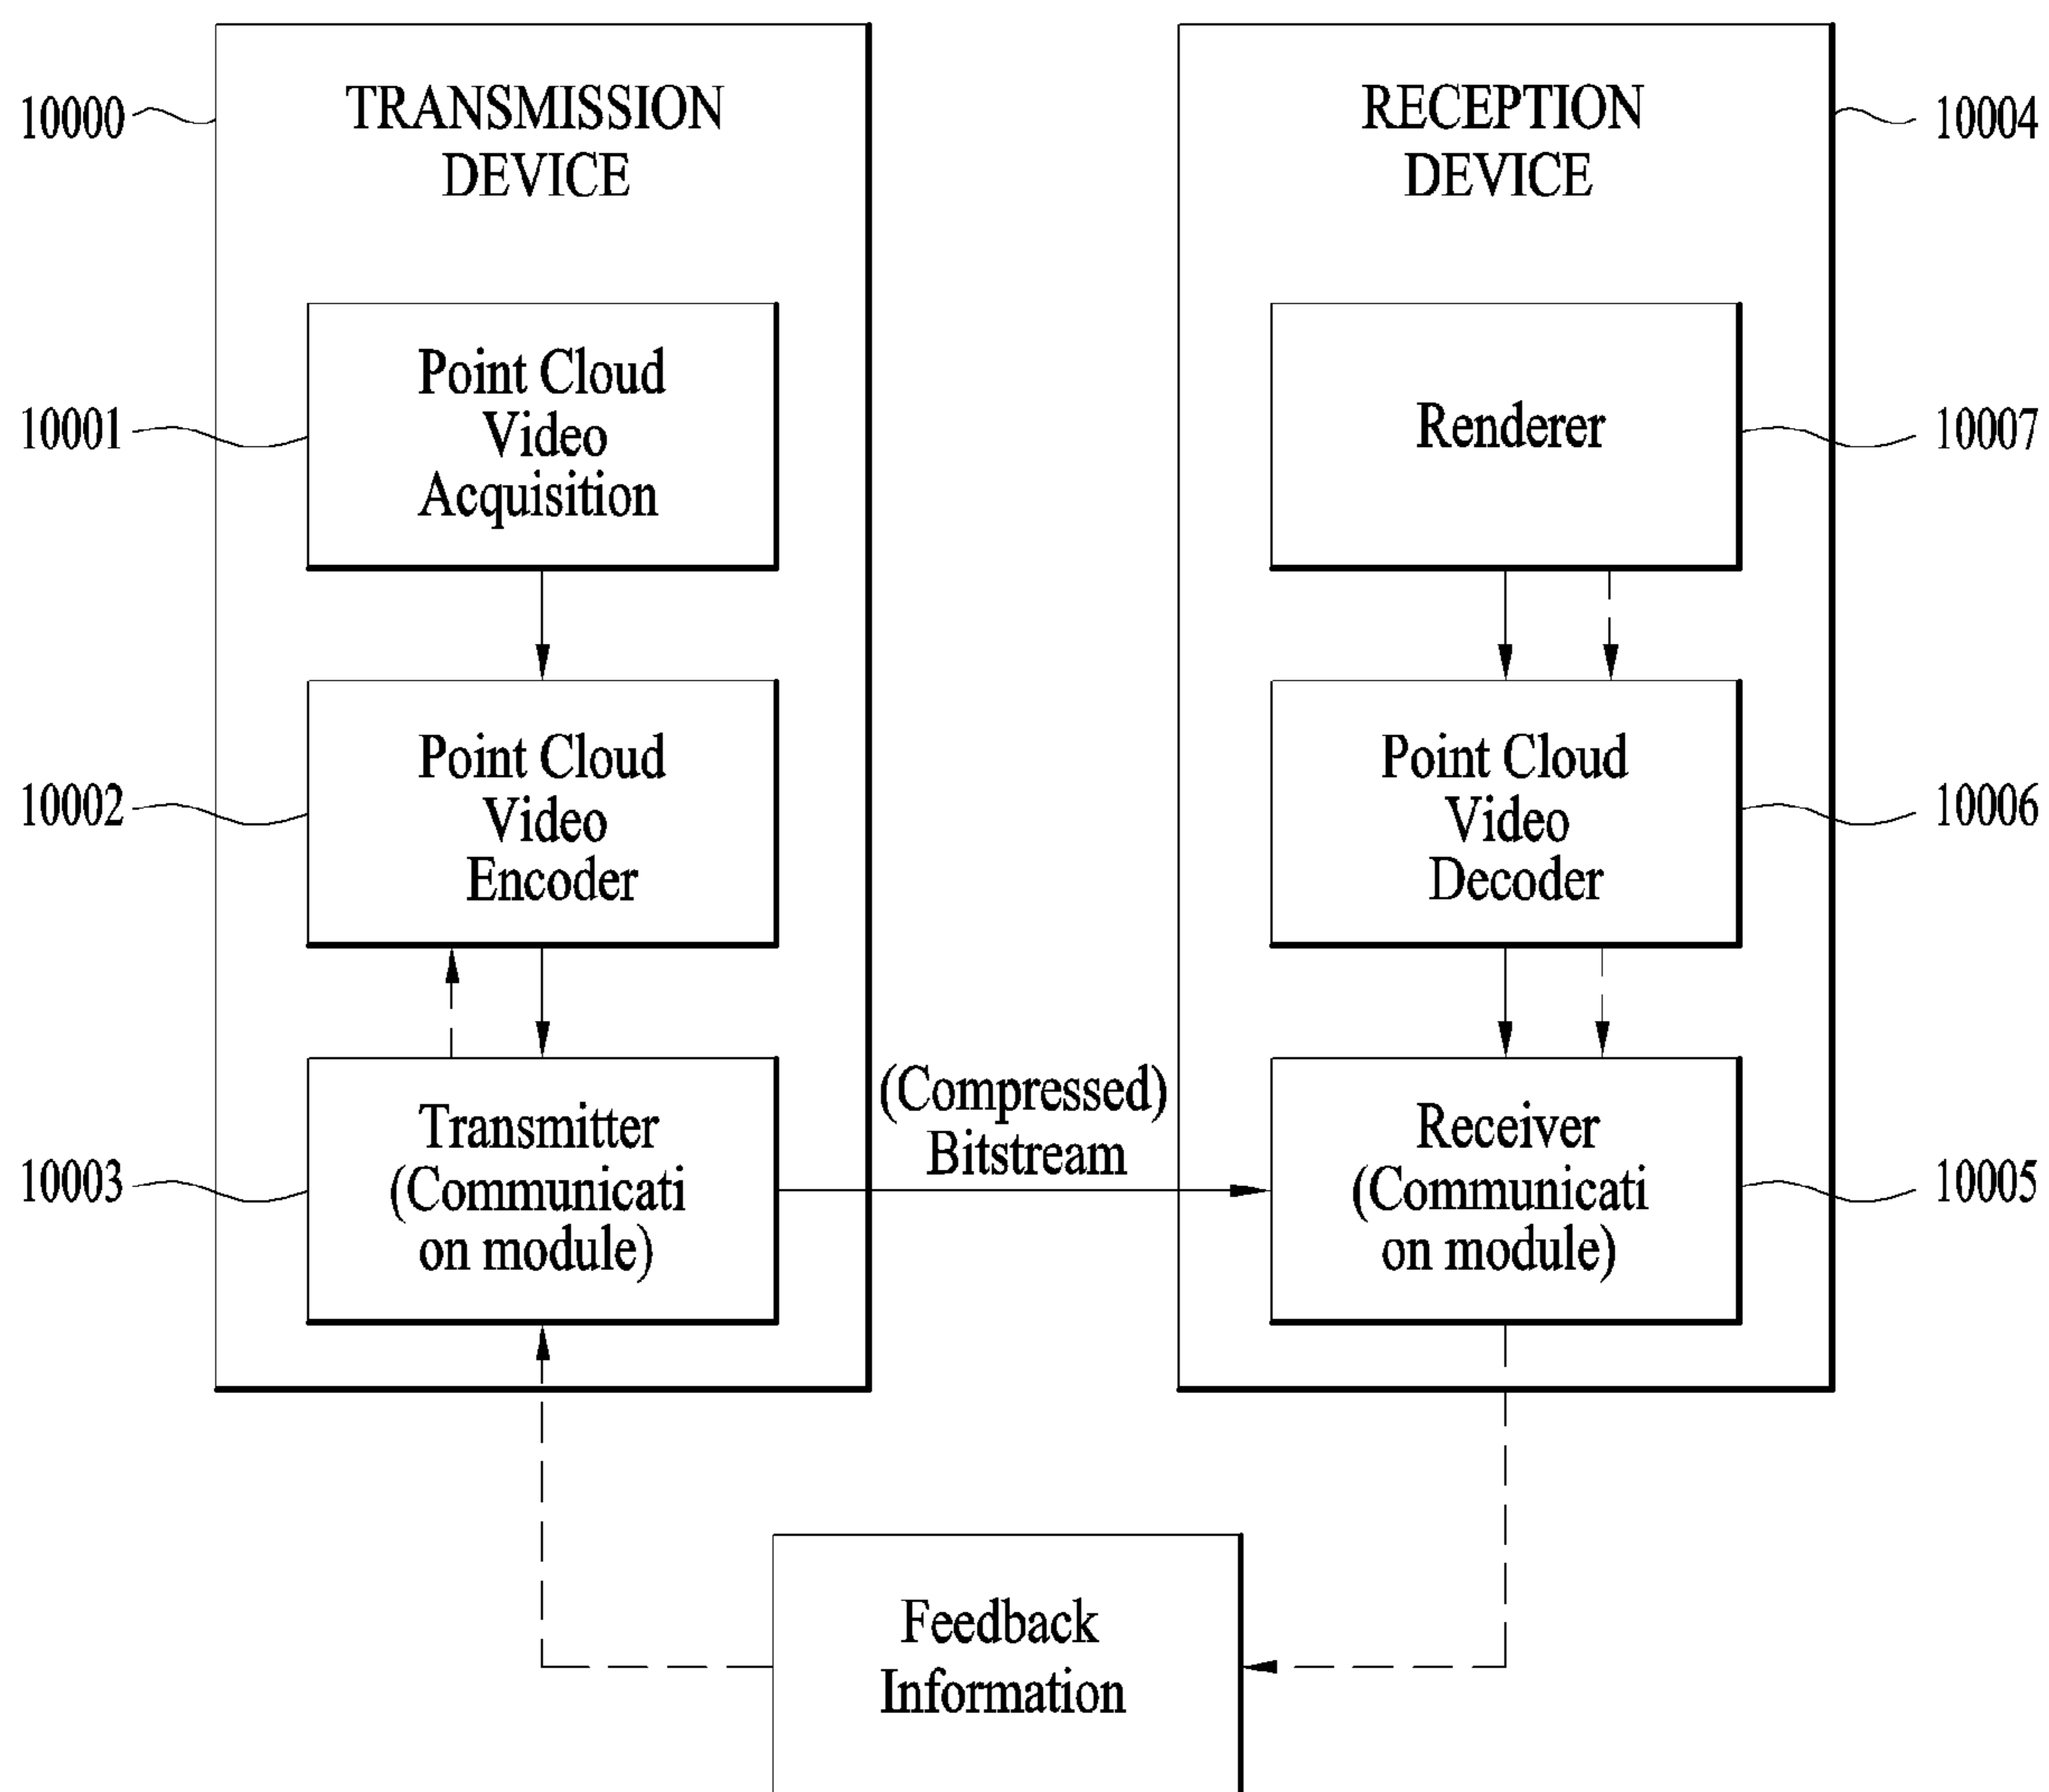 TRANSMISSION
DEVICE
10000
Point Cloud
Video
Acquisition
10001
Point Cloud
Video
Encoder
10002
Transmitter
(Communicati
on module)
10003
(Compressed)
Bitstream
RECEPTION
DEVICE
10004
Renderer
10007
Point Cloud
Video
Decoder
10006
Receiver
(Communicati
on module)
10005
Feedback
Information